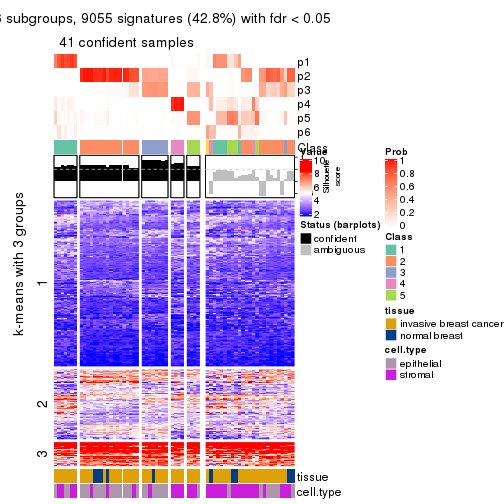 3 subgroups, 9055 signatures (42.8%) with fdr < 0.05
41 confident samples
p1
p2
p3
p4
p5
p6
Class
k-means with 3 groups
1
2
3
tissue
cell.type
Value
10
8
6
4
2
Silhouette
score
Status (barplots)
confident
ambiguous
Prob
1
0.8
0.6
0.4
0.2
0
Class
1
2
3
4
5
tissue
invasive breast cancer
normal breast
cell.type
epithelial
stromal